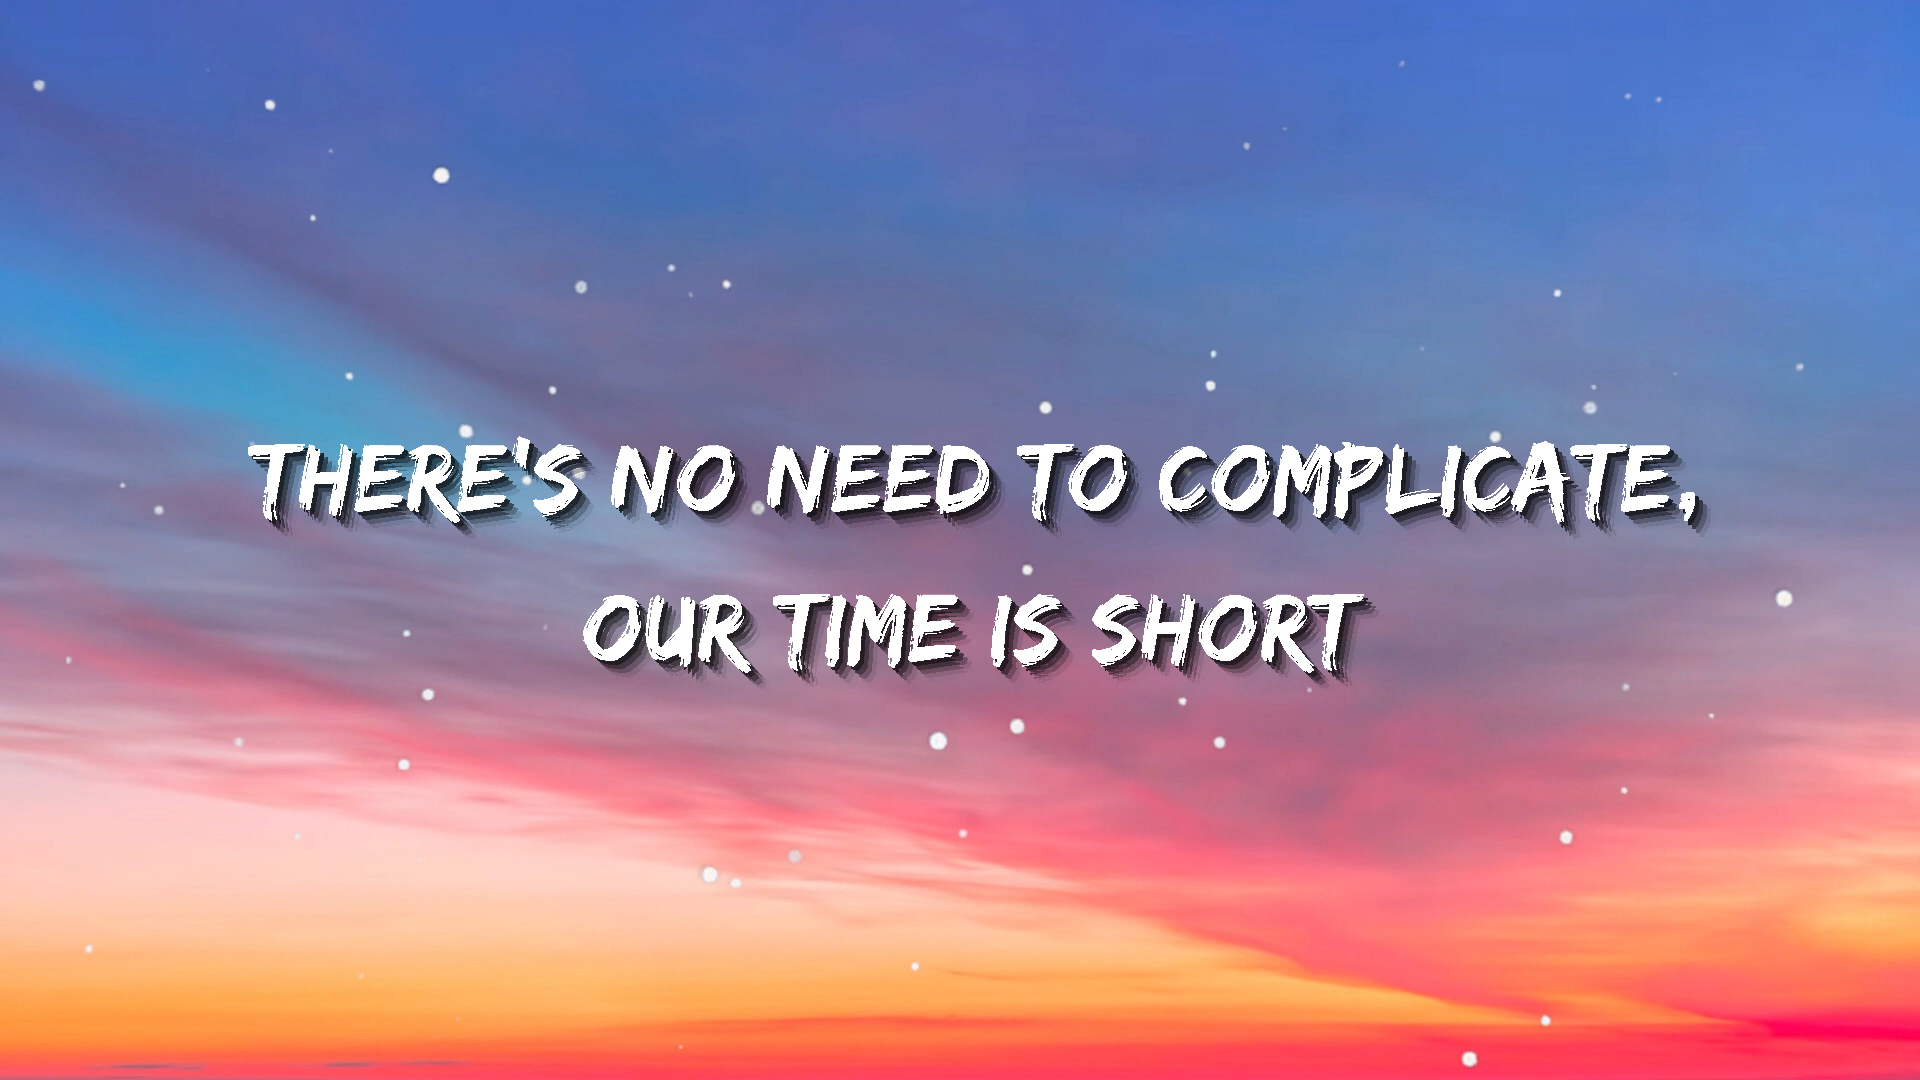 THERE'S NO NEED TO COMPLICATE,
OUR TIME IS SHORT